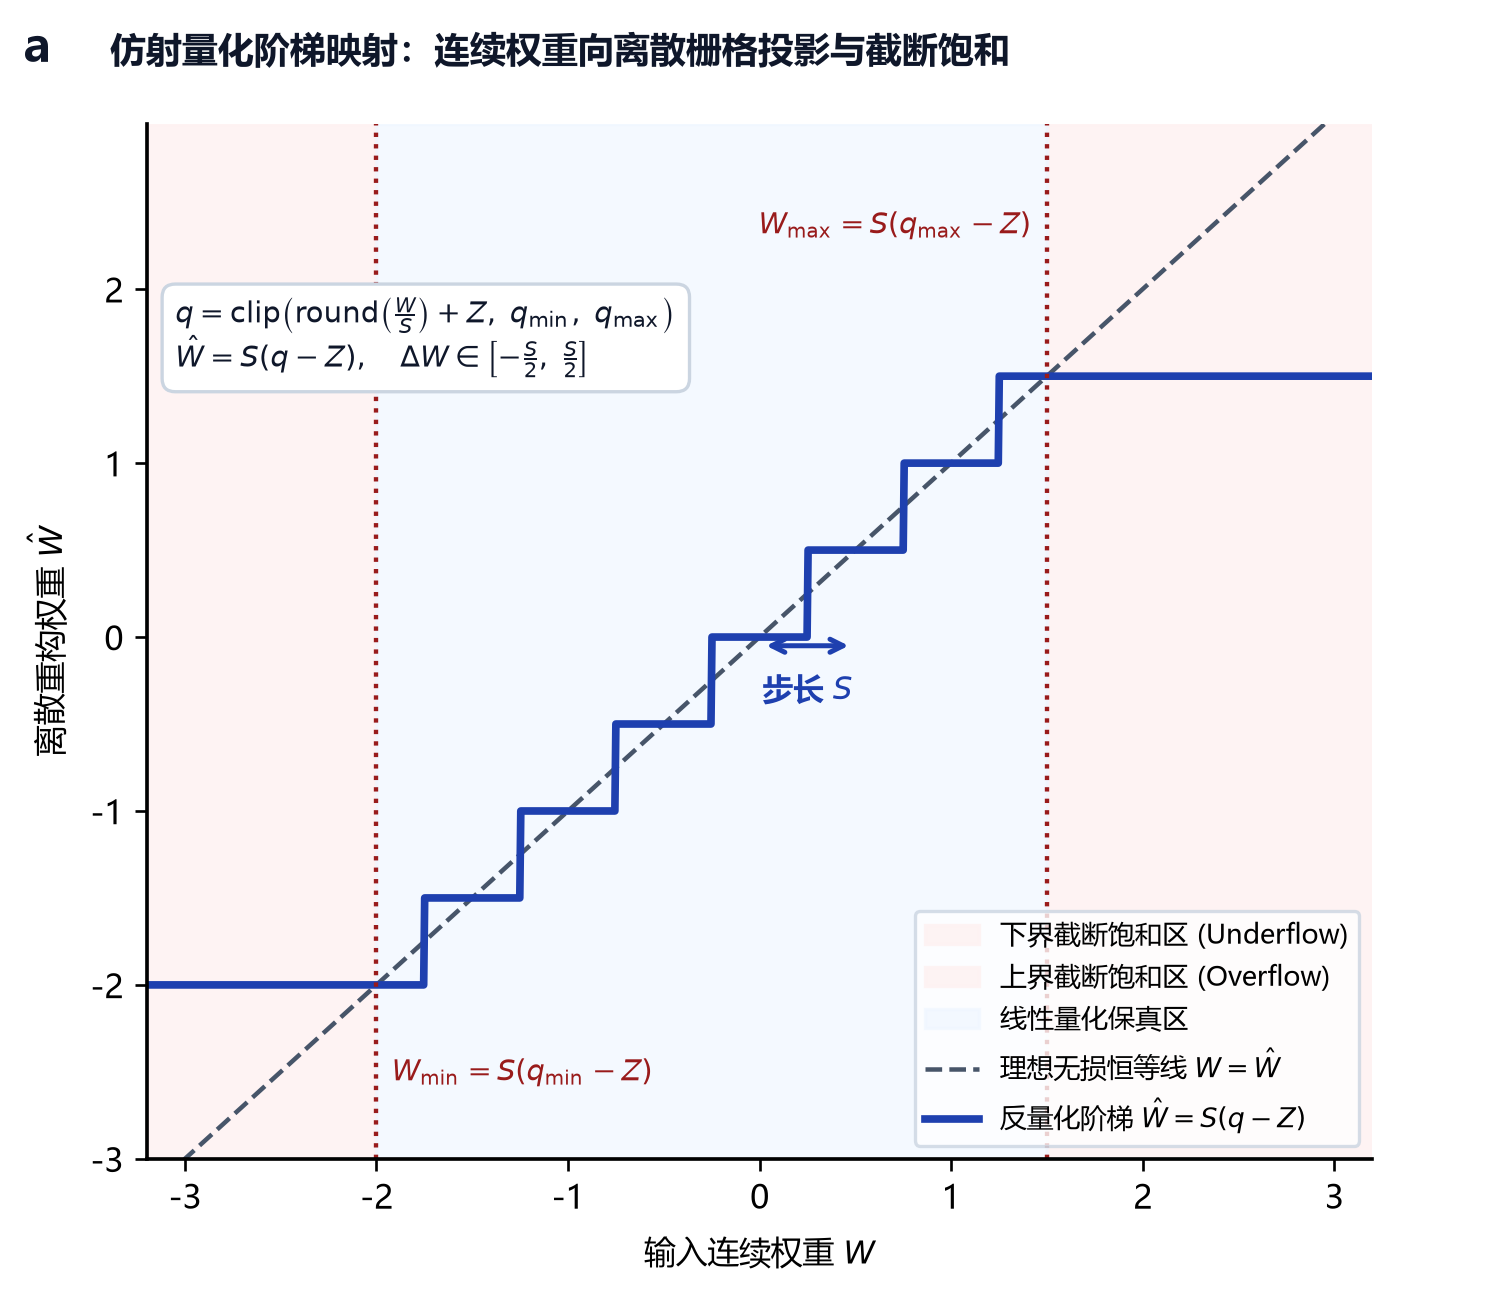 a 仿射量化阶梯映射：连续权重向离散栅格投影与截断饱和
W_max = S(q_max − Z)
q = clip(round(W/S) + Z, q_min, q_max)
Ŵ = S(q − Z), ΔW ∈ [−S/2, S/2]
步长 S
W_min = S(q_min − Z)
下界截断饱和区 (Underflow)
上界截断饱和区 (Overflow)
线性量化保真区
理想无损恒等线 W = Ŵ
反量化阶梯 Ŵ = S(q − Z)
离散重构权重 Ŵ
2
1
0
-1
-2
-3
-3 -2 -1 0 1 2 3
输入连续权重 W